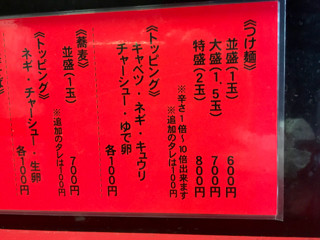 《つけ麺》
並盛(1玉) 600円
大盛(1,5玉) 700円
特盛(2玉) 800円
※辛さ1倍〜10倍出来ます
※追加のタレは100円
《トッピング》
キャベツ・ネギ・キュウリ
チャーシュー・ゆで卵
各100円
《蕎麦》
並盛(1玉) 700円
※追加のタレは100円
《トッピング》
ネギ・チャーシュー・生卵
各100円